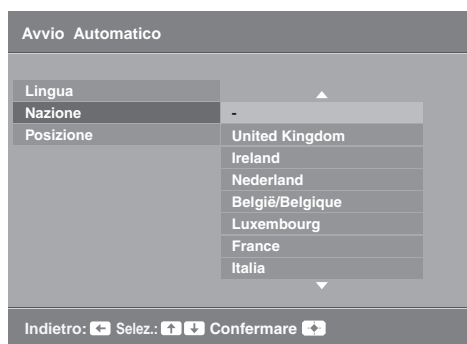 Avvio Automatico
Lingua
Nazione
Posizione
-
United Kingdom
Ireland
Nederland
België/Belgique
Luxembourg
France
Italia
Indietro: Selez.: Confermare